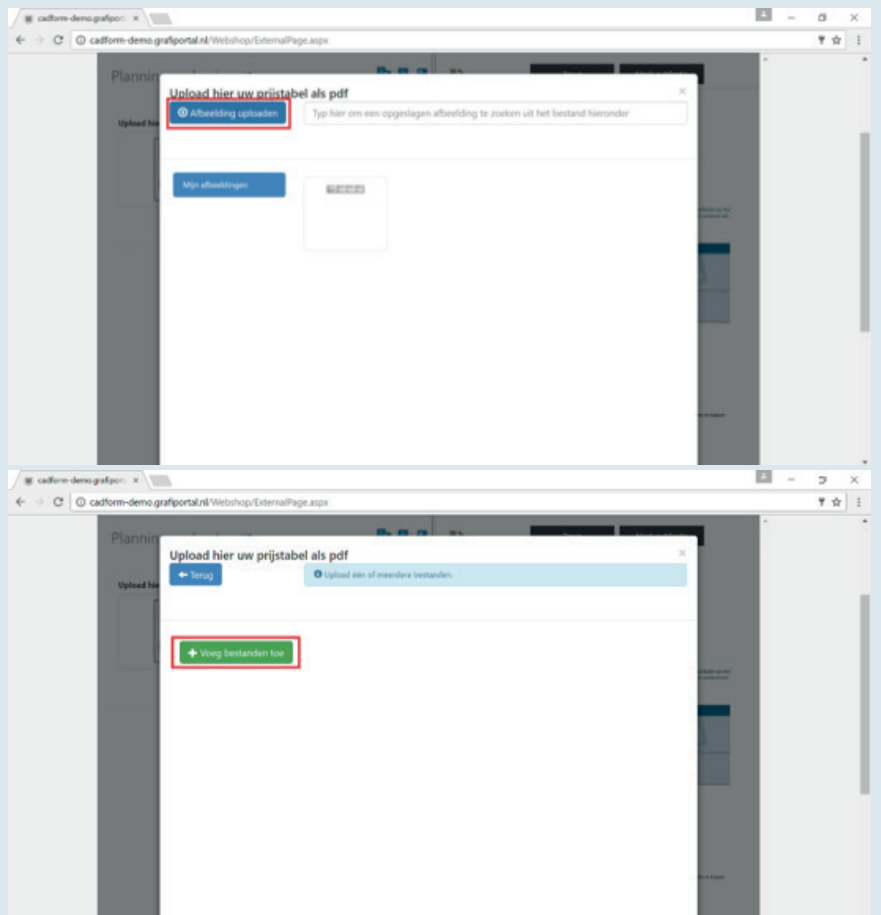 cadform-demo.grafiport
cadform-demo.grafiportal.nl/Webshop/ExternalPage.aspx
Plannin
Upload hier uw prijstabel als pdf
Afbeelding uploaden
Typ hier om een opgeslagen afbeelding te zoeken uit het bestand hieronder
Upload hie
Mijn afbeeldingen
cadform-demo.grafiport
cadform-demo.grafiportal.nl/Webshop/ExternalPage.aspx
Plannin
Upload hier uw prijstabel als pdf
Terug
Upload één of meerdere bestanden.
Upload hie
Voeg bestanden toe